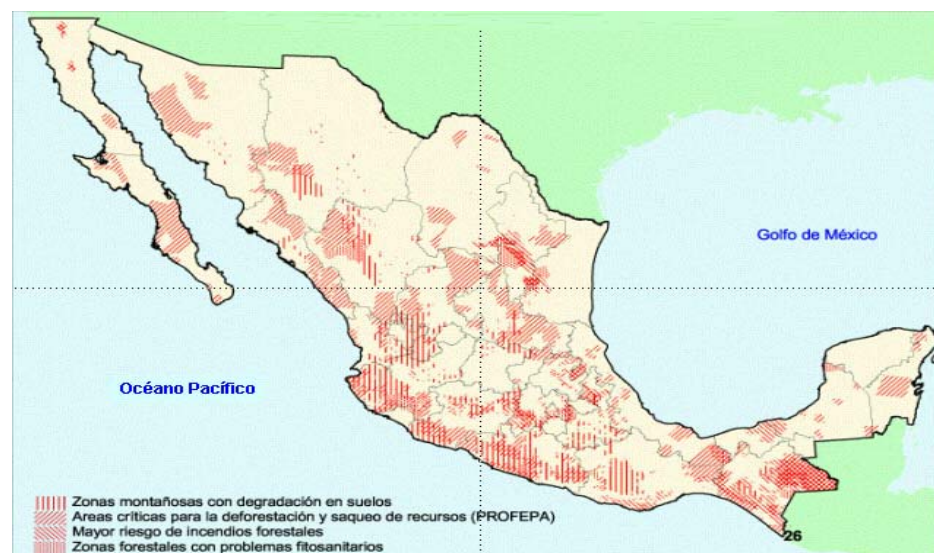 Golfo de México
Océano Pacífico
Zonas montañosas con degradación en suelos
Areas críticas para la deforestación y saqueo de recursos (PROFEPA)
Mayor riesgo de incendios forestales
Zonas forestales con problemas fitosanitarios
26